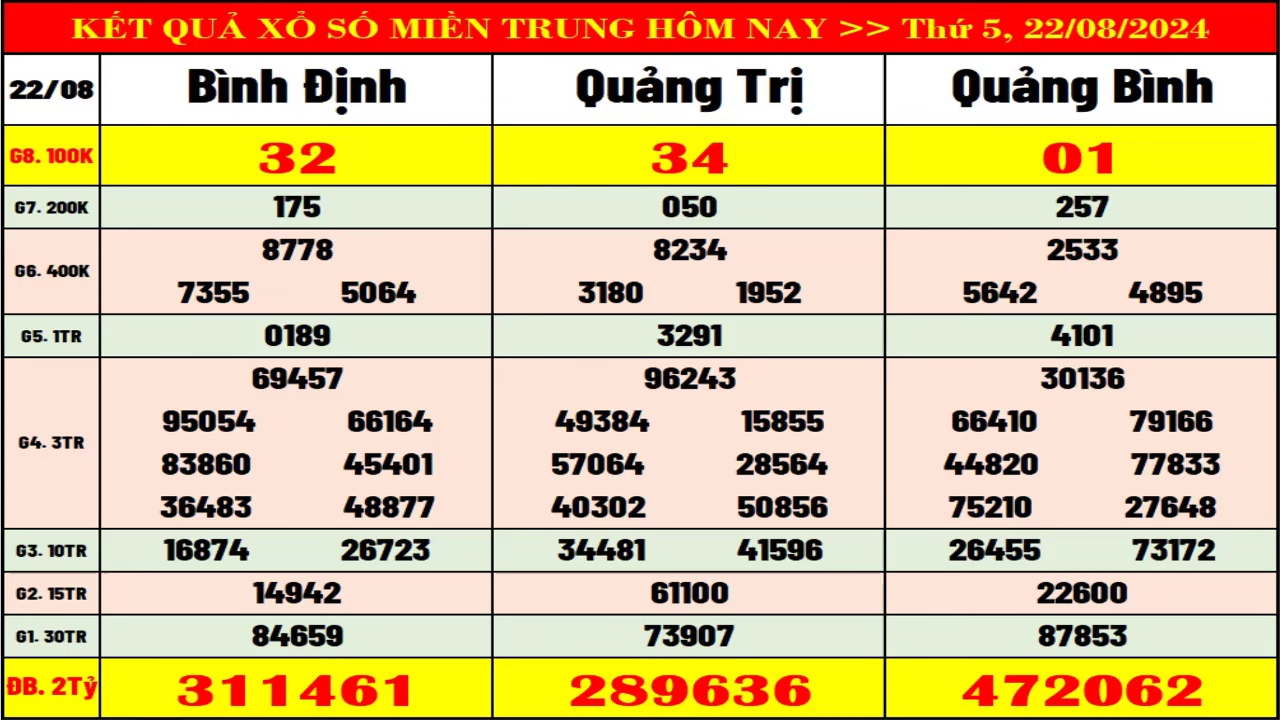 KẾT QUẢ XỔ SỐ MIỀN TRUNG HÔM NAY >> Thứ 5, 22/08/2024
22/08 Bình Định Quảng Trị Quảng Bình
G8. 100K 32 34 01
G7. 200K 175 050 257
8778 8234 2533
G6. 400K
7355 5064 3180 1952 5642 4895
G5. 1TR 0189 3291 4101
69457 96243 30136
95054 66164 49384 15855 66410 79166
G4. 3TR
83860 45401 57064 28564 44820 77833
36483 48877 40302 50856 75210 27648
G3. 10TR 16874 26723 34481 41596 26455 73172
G2. 15TR 14942 61100 22600
G1. 30TR 84659 73907 87853
ĐB. 2Tỷ 311461 289636 472062